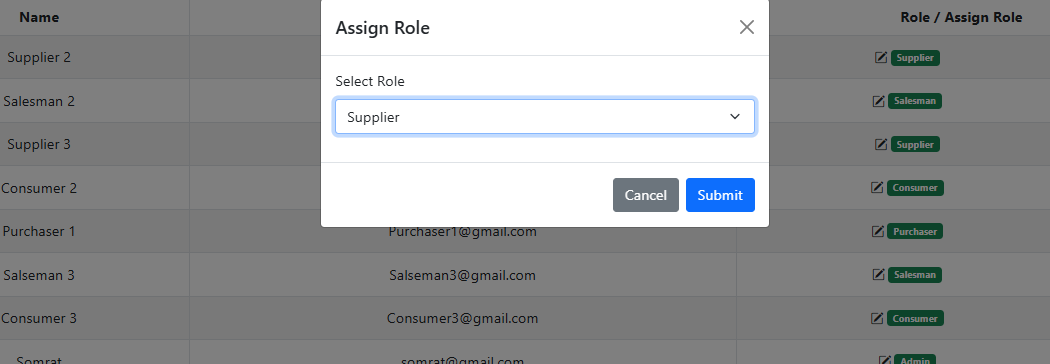 Name Role / Assign Role
Assign Role
Supplier 2 Supplier
Select Role
Salesman 2 Salesman
Supplier
Supplier 3 Supplier
Consumer 2 Consumer
Cancel Submit
Purchaser 1 Purchaser1@gmail.com Purchaser
Salseman 3 Salseman3@gmail.com Salesman
Consumer 3 Consumer3@gmail.com Consumer
Somrat somrat@gmail.com Admin